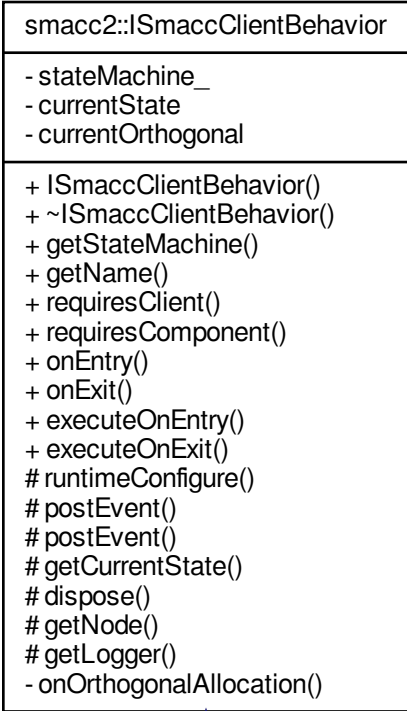 smacc2::ISmaccClientBehavior
- stateMachine_
- currentState
- currentOrthogonal
+ ISmaccClientBehavior()
+ ~ISmaccClientBehavior()
+ getStateMachine()
+ getName()
+ requiresClient()
+ requiresComponent()
+ onEntry()
+ onExit()
+ executeOnEntry()
+ executeOnExit()
# runtimeConfigure()
# postEvent()
# postEvent()
# getCurrentState()
# dispose()
# getNode()
# getLogger()
- onOrthogonalAllocation()